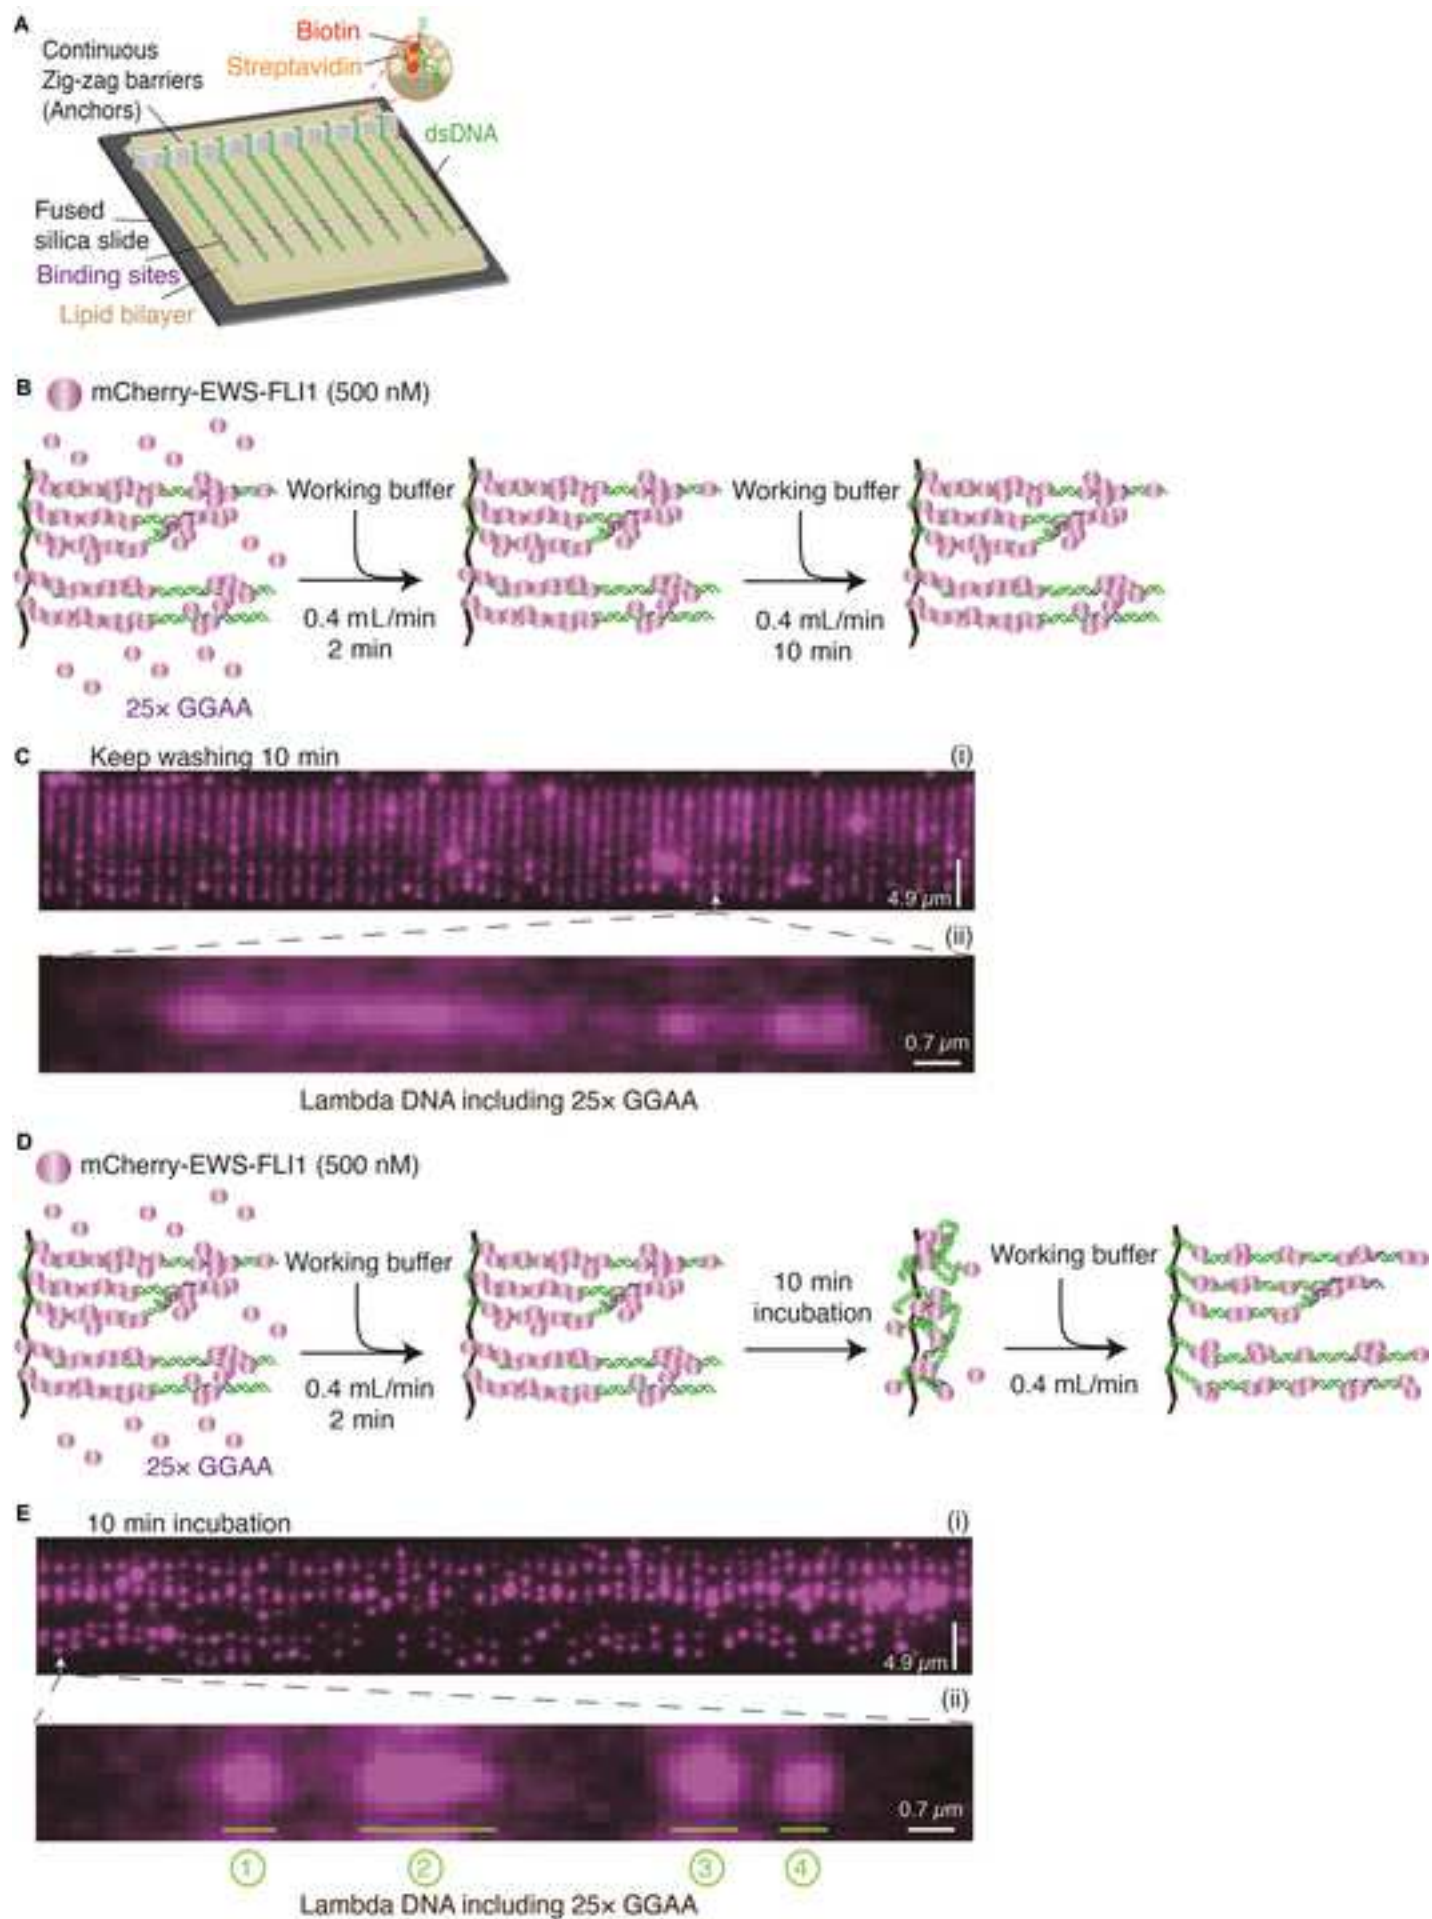 A
Biotin
Continuous
Streptavidin
Zig-zag barriers
(Anchors)
dsDNA
Fused
silica slide
Binding sites
Lipid bilayer
B
mCherry-EWS-FLI1 (500 nM)
Working buffer
Working buffer
0.4 mL/min
2 min
0.4 mL/min
10 min
25× GGAA
C
Keep washing 10 min
(i)
4.9 µm
(ii)
0.7 µm
Lambda DNA including 25× GGAA
D
mCherry-EWS-FLI1 (500 nM)
Working buffer
10 min
incubation
Working buffer
0.4 mL/min
2 min
0.4 mL/min
25× GGAA
E
10 min incubation
(i)
4.9 µm
(ii)
0.7 µm
1 2 3 4
Lambda DNA including 25× GGAA